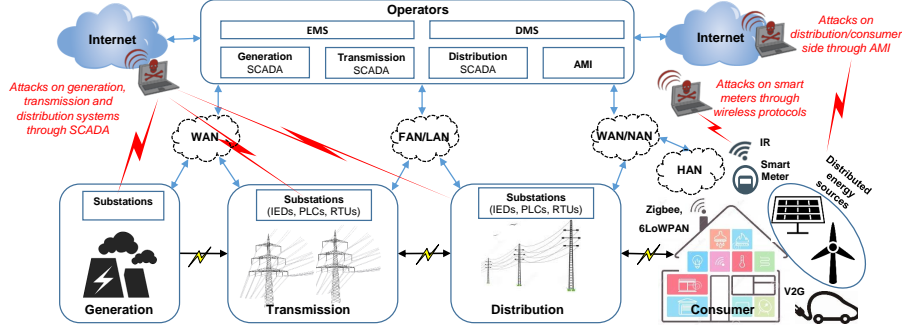 Operators
Internet
EMS
DMS
Internet
Attacks on
distribution/consumer
side through AMI
Generation
SCADA
Transmission
SCADA
Distribution
SCADA
AMI
Attacks on generation,
transmission and
distribution systems
through SCADA
Attacks on smart
meters through
wireless protocols
WAN
FAN/LAN
WAN/NAN
HAN
IR
Smart
Meter
Distributed
energy
sources
Substations
Substations
(IEDs, PLCs, RTUs)
Substations
(IEDs, PLCs, RTUs)
Zigbee,
6LoWPAN
V2G
Generation
Transmission
Distribution
Consumer